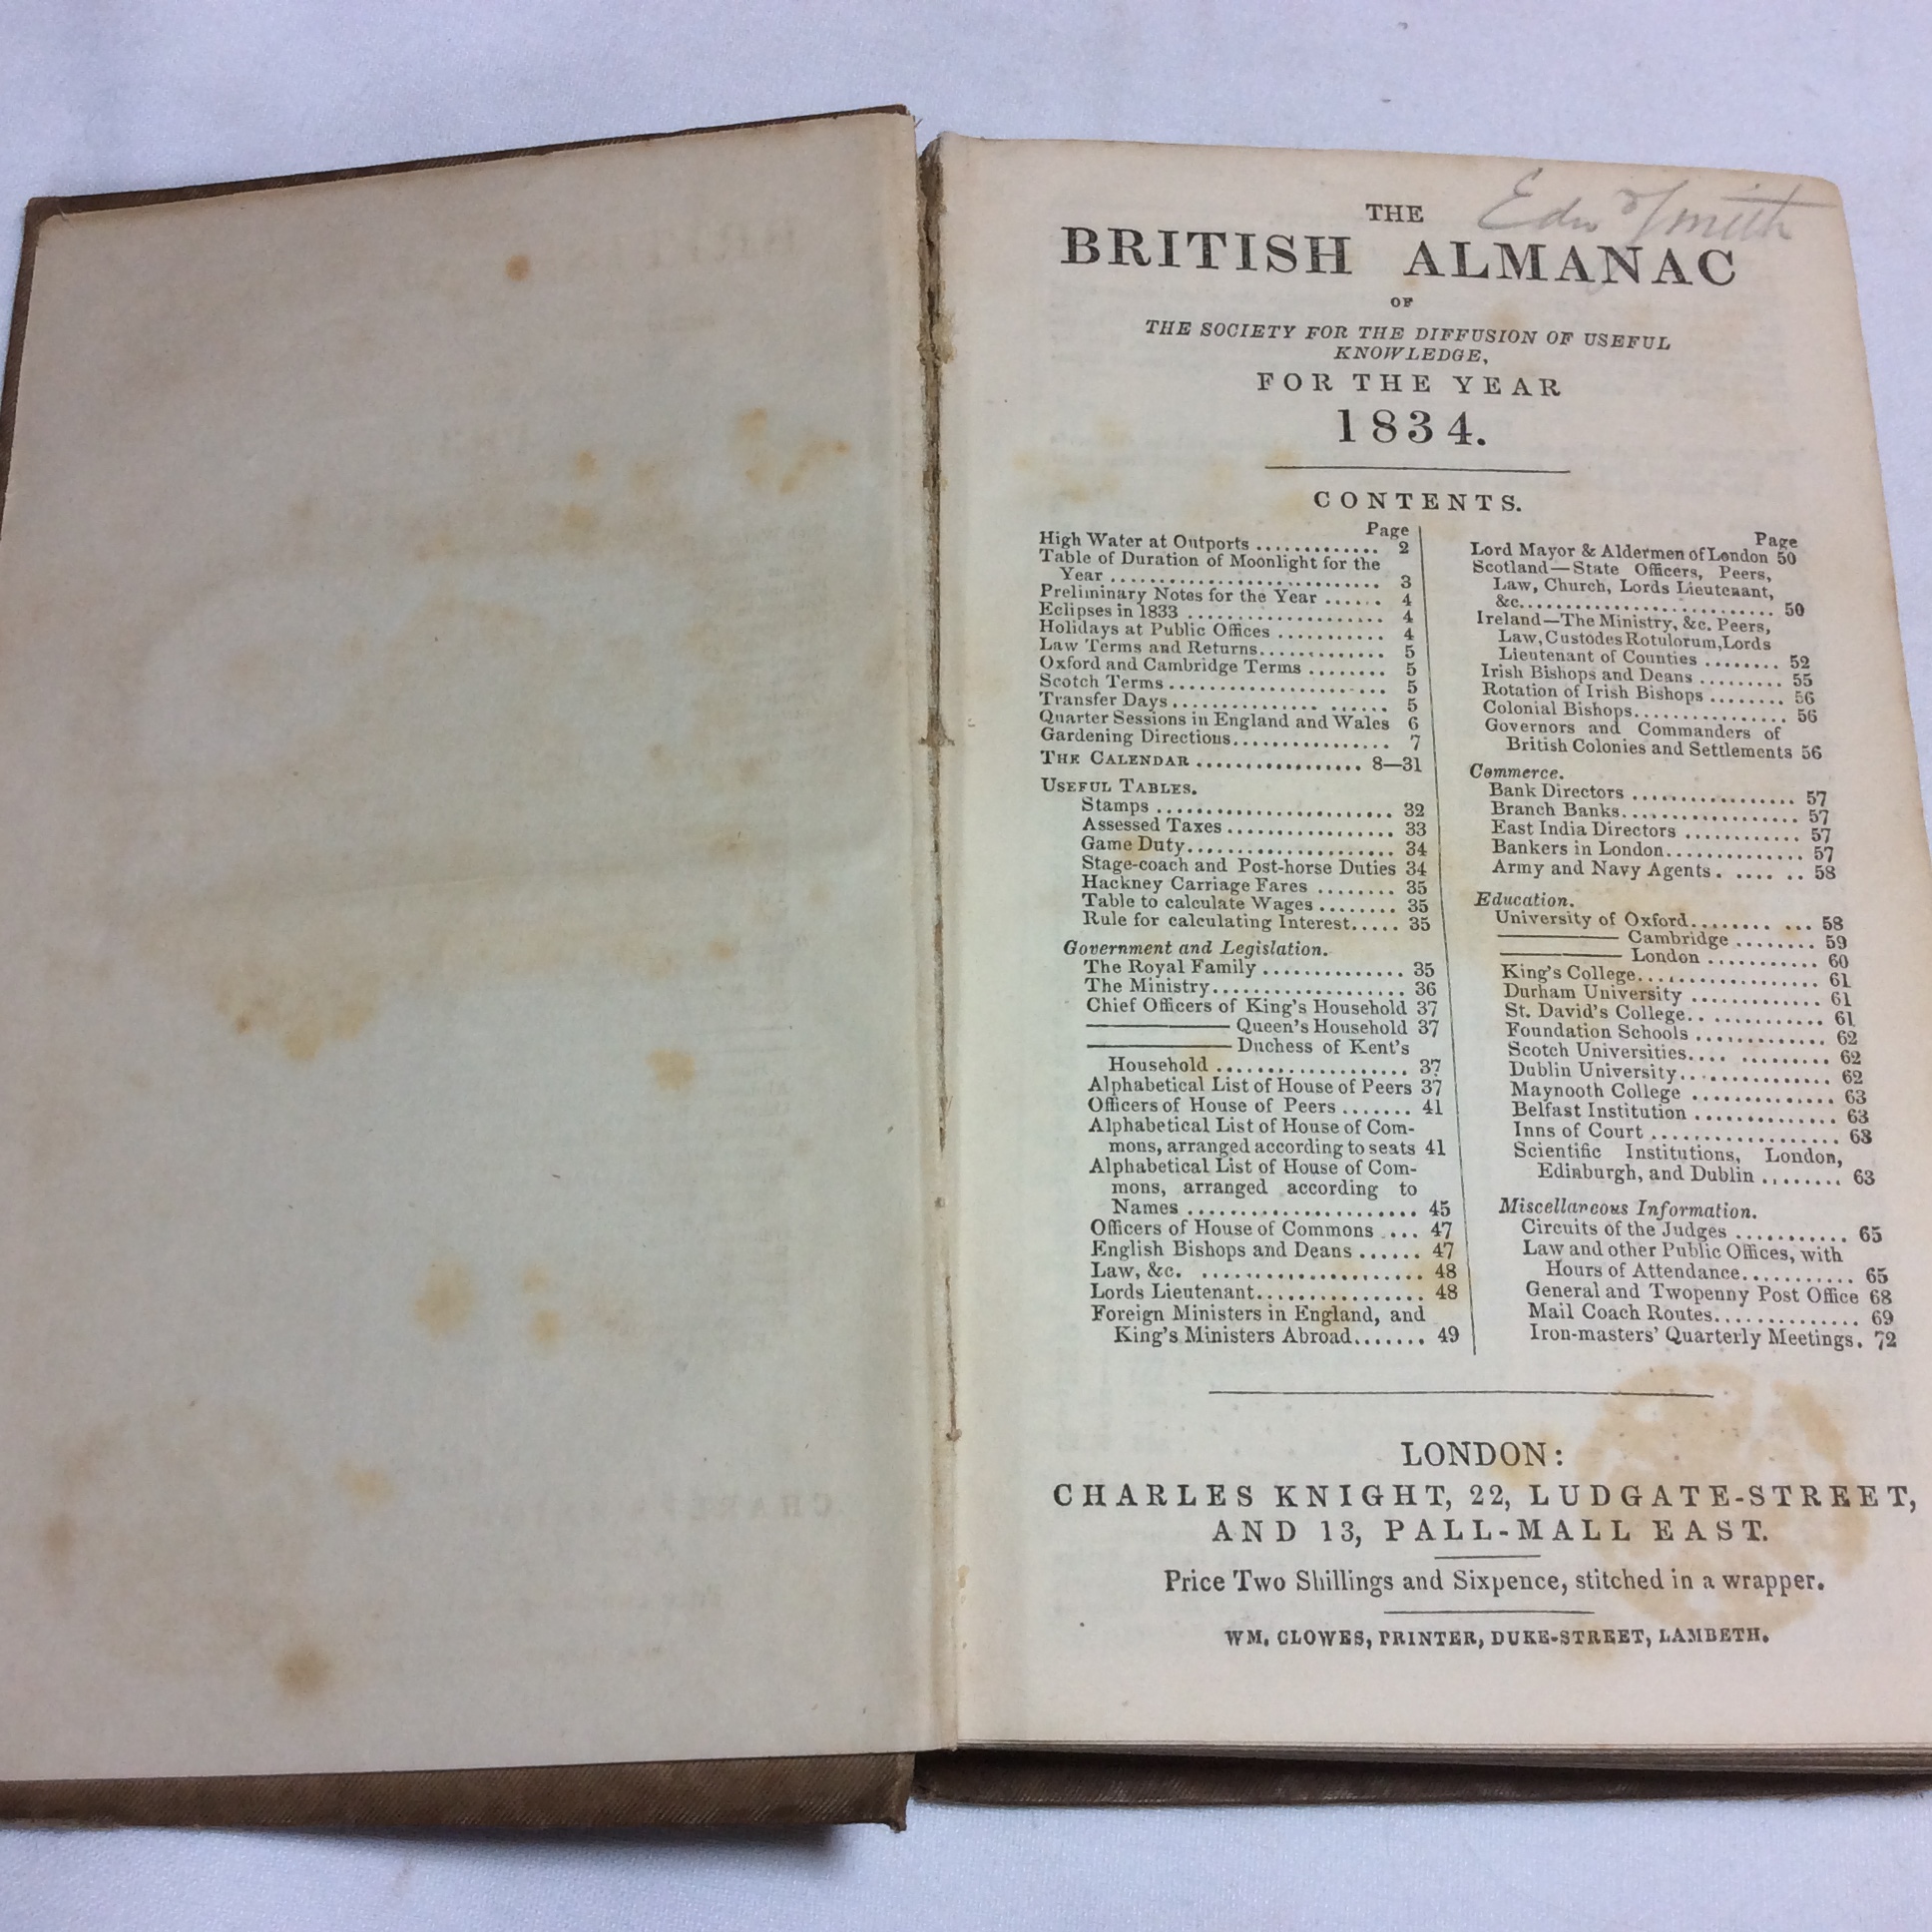 Edwd Smith
THE
BRITISH ALMANAC
OF
THE SOCIETY FOR THE DIFFUSION OF USEFUL
KNOWLEDGE,
FOR THE YEAR
1834.
CONTENTS.
Page
High Water at Outports ............. 2
Table of Duration of Moonlight for the
Year ............................ 3
Preliminary Notes for the Year ...... 4
Eclipses in 1833 ..................... 4
Holidays at Public Offices ........... 4
Law Terms and Returns............. 5
Oxford and Cambridge Terms ........ 5
Scotch Terms ...................... 5
Transfer Days...................... 5
Quarter Sessions in England and Wales 6
Gardening Directions................ 7
THE CALENDAR ................. 8—31
USEFUL TABLES.
Stamps ......................... 32
Assessed Taxes .................. 33
Game Duty...................... 34
Stage-coach and Post-horse Duties 34
Hackney Carriage Fares ........ 35
Table to calculate Wages ........ 35
Rule for calculating Interest..... 35
Government and Legislation.
The Royal Family .............. 35
The Ministry.................... 36
Chief Officers of King's Household 37
——— Queen's Household 37
——— Duchess of Kent's
Household ................... 37
Alphabetical List of House of Peers 37
Officers of House of Peers ....... 41
Alphabetical List of House of Com-
mons, arranged according to seats 41
Alphabetical List of House of Com-
mons, arranged according to
Names ....................... 45
Officers of House of Commons .... 47
English Bishops and Deans ...... 47
Law, &c. ....................... 48
Lords Lieutenant................. 48
Foreign Ministers in England, and
King's Ministers Abroad....... 49
Page
Lord Mayor & Aldermen of London 50
Scotland—State Officers, Peers,
Law, Church, Lords Lieutenant,
&c.......................... 50
Ireland—The Ministry, &c. Peers,
Law, Custodes Rotulorum, Lords
Lieutenant of Counties ........ 52
Irish Bishops and Deans ......... 55
Rotation of Irish Bishops ........ 56
Colonial Bishops................ 56
Governors and Commanders of
British Colonies and Settlements 56
Commerce.
Bank Directors ................. 57
Branch Banks.................. 57
East India Directors ............ 57
Bankers in London.............. 57
Army and Navy Agents. .... .. 58
Education.
University of Oxford........ ... 58
——— Cambridge ........ 59
——— London ........... 60
King's College................... 61
Durham University ............ 61
St. David's College.. ........... 61
Foundation Schools ............. 62
Scotch Universities.... ......... 62
Dublin University............... 62
Maynooth College .............. 63
Belfast Institution .............. 63
Inns of Court ................... 63
Scientific Institutions, London,
Edinburgh, and Dublin ........ 63
Miscellaneous Information.
Circuits of the Judges ........... 65
Law and other Public Offices, with
Hours of Attendance........... 65
General and Twopenny Post Office 68
Mail Coach Routes.............. 69
Iron-masters' Quarterly Meetings. 72
LONDON:
CHARLES KNIGHT, 22, LUDGATE-STREET,
AND 13, PALL-MALL EAST.
Price Two Shillings and Sixpence, stitched in a wrapper.
WM. CLOWES, PRINTER, DUKE-STREET, LAMBETH.